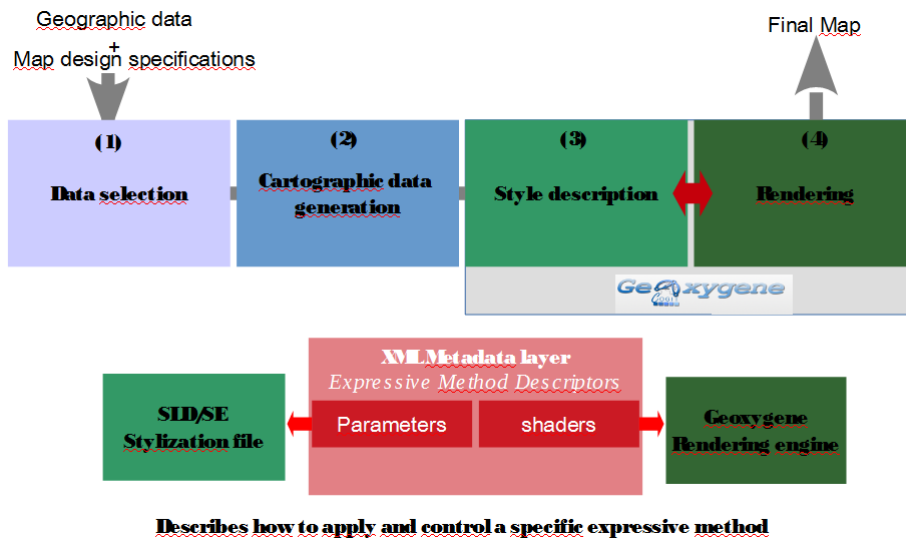 Geographic data
+
Map design specifications
Final Map
(1)
Data selection
(2)
Cartographic data
generation
(3)
Style description
(4)
Rendering
GeOxygene
XML Metadata layer
Expressive Method Descriptors
Parameters
shaders
SLD/SE
Stylization file
Geoxygene
Rendering engine
Describes how to apply and control a specific expressive method